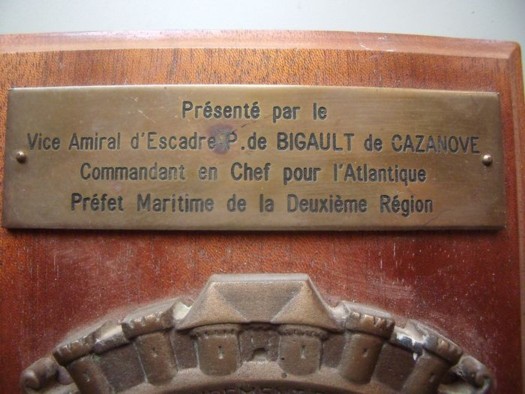 Présenté par le
Vice Amiral d'Escadre P. de BIGAULT de CAZANOVE
Commandant en Chef pour l'Atlantique
Préfet Maritime de la Deuxième Région